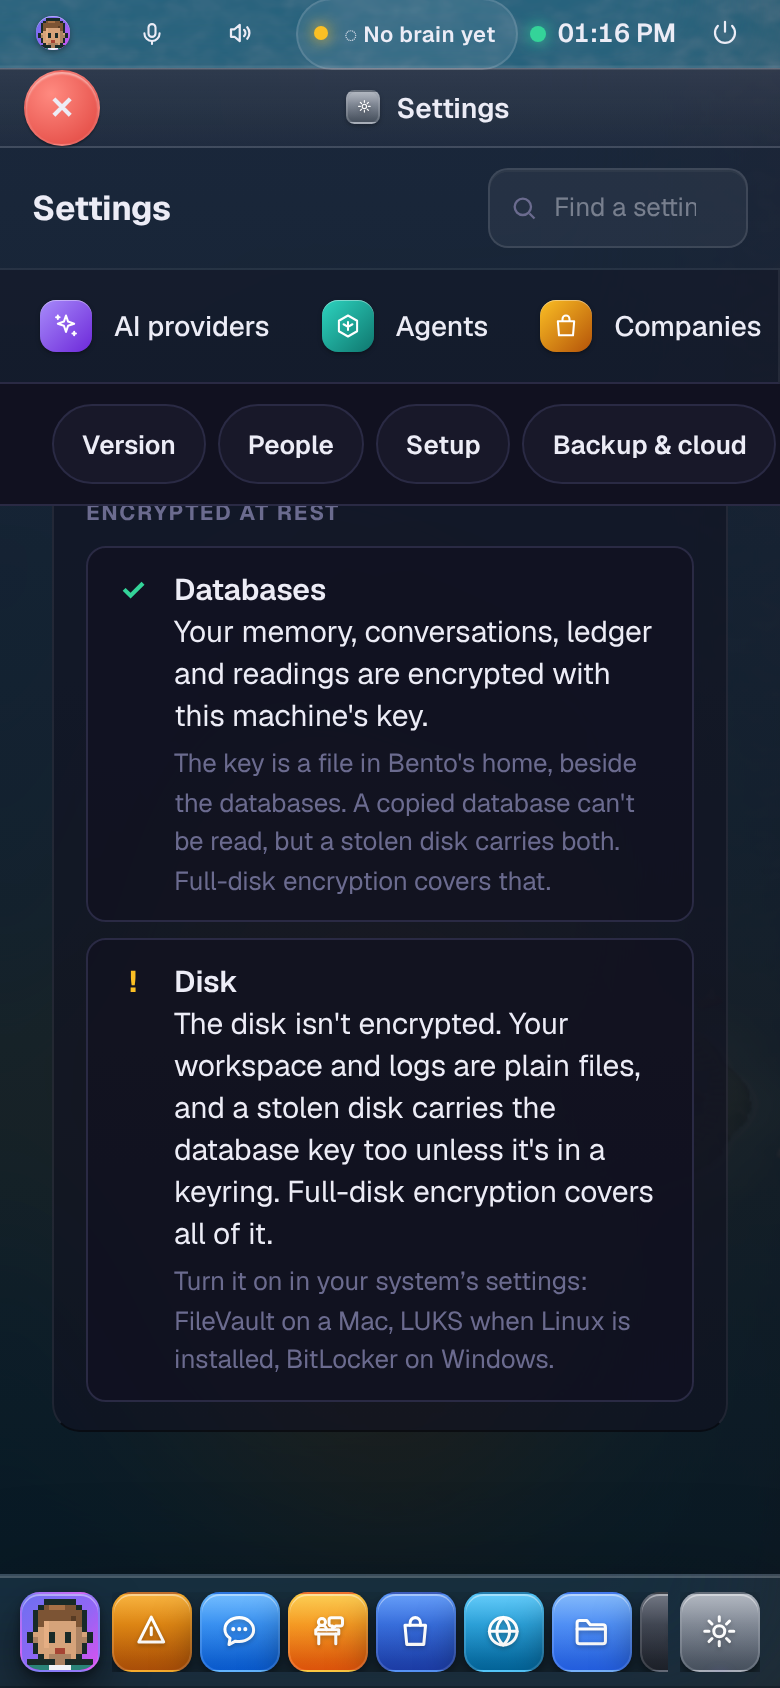 No brain yet
01:16 PM
Settings
Settings
Find a settin
AI providers
Agents
Companies
Version
People
Setup
Backup & cloud
ENCRYPTED AT REST
Databases
Your memory, conversations, ledger
and readings are encrypted with
this machine's key.
The key is a file in Bento's home, beside
the databases. A copied database can't
be read, but a stolen disk carries both.
Full-disk encryption covers that.
! Disk
The disk isn't encrypted. Your
workspace and logs are plain files,
and a stolen disk carries the
database key too unless it's in a
keyring. Full-disk encryption covers
all of it.
Turn it on in your system’s settings:
FileVault on a Mac, LUKS when Linux is
installed, BitLocker on Windows.